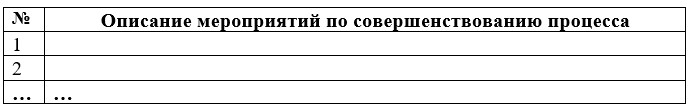 № Описание мероприятий по совершенствованию процесса
1
2
... ...